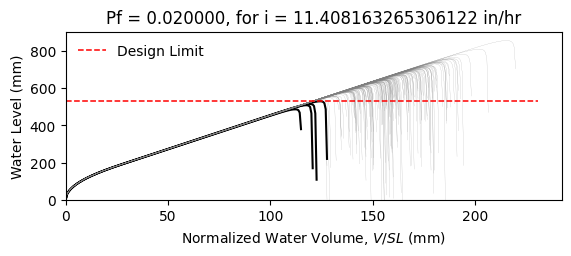 Pf = 0.020000, for i = 11.408163265306122 in/hr
Design Limit
Water Level (mm)
800
600
400
200
0
0 50 100 150 200
Normalized Water Volume, V/SL (mm)